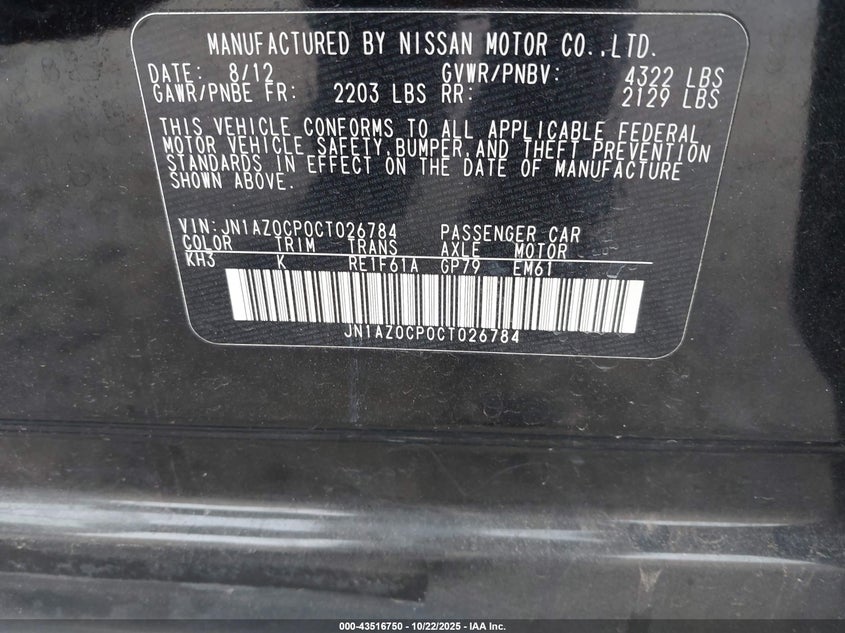 MANUFACTURED BY NISSAN MOTOR CO.,LTD.
DATE: 8/12 GVWR/PNBV: 4322 LBS
GAWR/PNBE FR: 2203 LBS RR: 2129 LBS
THIS VEHICLE CONFORMS TO ALL APPLICABLE FEDERAL
MOTOR VEHICLE SAFETY,BUMPER,AND THEFT PREVENTION
STANDARDS IN EFFECT ON THE DATE OF MANUFACTURE
SHOWN ABOVE.
VIN:JN1AZ0CP0CT026784 PASSENGER CAR
COLOR TRIM TRANS AXLE MOTOR
KH3 K RE1F61A GP79 EM61
JN1AZ0CP0CT026784
000-43516750 - 10/22/2025 - IAA Inc.